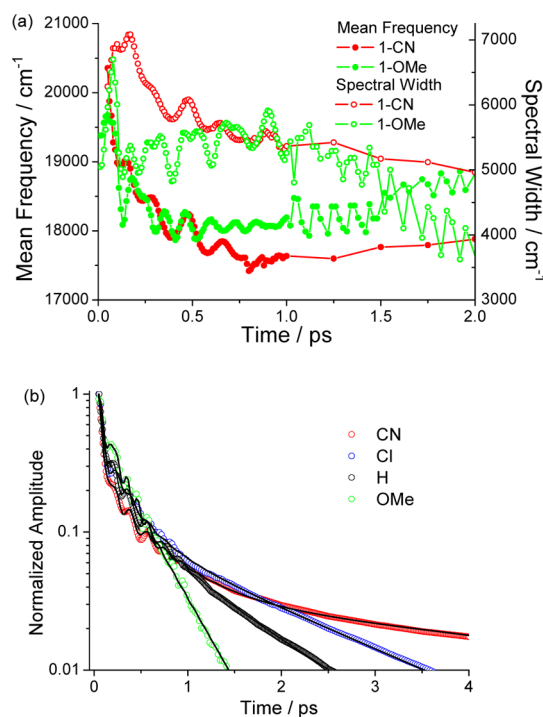 (a)
21000
20000
19000
18000
17000
Mean Frequency / cm⁻¹
Mean Frequency
1-CN
1-OMe
Spectral Width
1-CN
1-OMe
7000
6000
5000
4000
3000
Spectral Width / cm⁻¹
0.0 0.5 1.0 1.5 2.0
Time / ps
(b)
1
0.1
0.01
Normalized Amplitude
CN
Cl
H
OMe
0 1 2 3 4
Time / ps